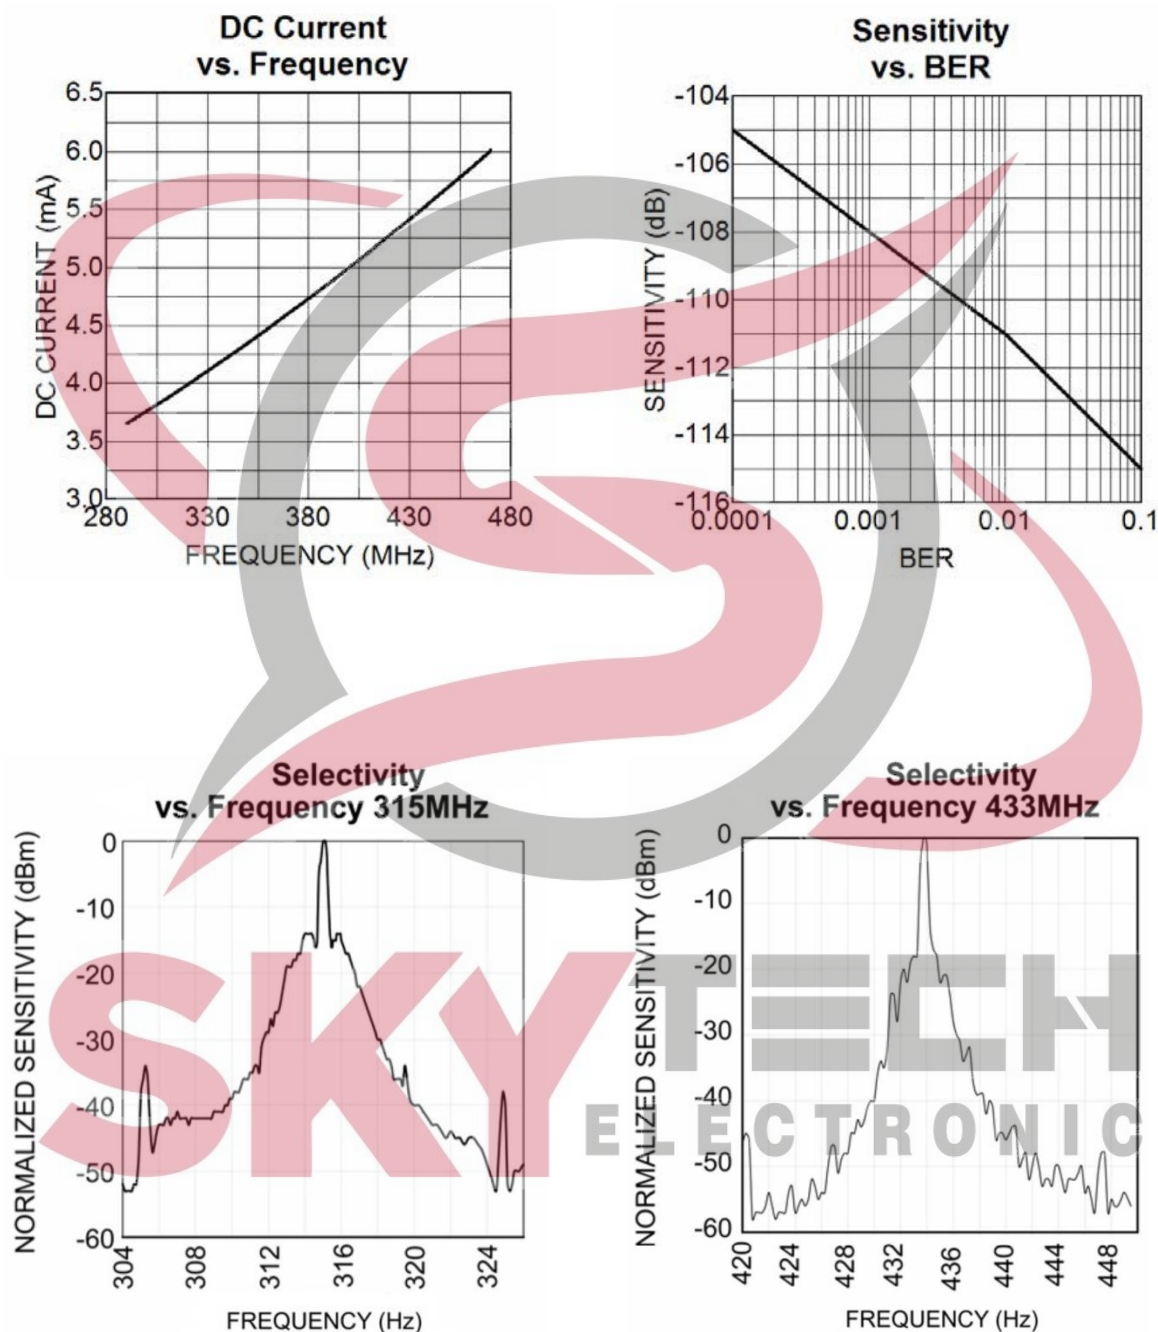 DC Current
vs. Frequency
6.5
6.0
5.5
5.0
4.5
4.0
3.5
3.0
280 330 380 430 480
DC CURRENT (mA)
FREQUENCY (MHz)
Sensitivity
vs. BER
-104
-106
-108
-110
-112
-114
-116
0.0001 0.001 0.01 0.1
SENSITIVITY (dB)
BER
Selectivity
vs. Frequency 315MHz
0
-10
-20
-30
-40
-50
-60
304 308 312 316 320 324
NORMALIZED SENSITIVITY (dBm)
FREQUENCY (Hz)
Selectivity
vs. Frequency 433MHz
0
-10
-20
-30
-40
-50
-60
420 424 428 432 436 440 444 448
NORMALIZED SENSITIVITY (dBm)
FREQUENCY (Hz)
SKYTECH
ELECTRONIC